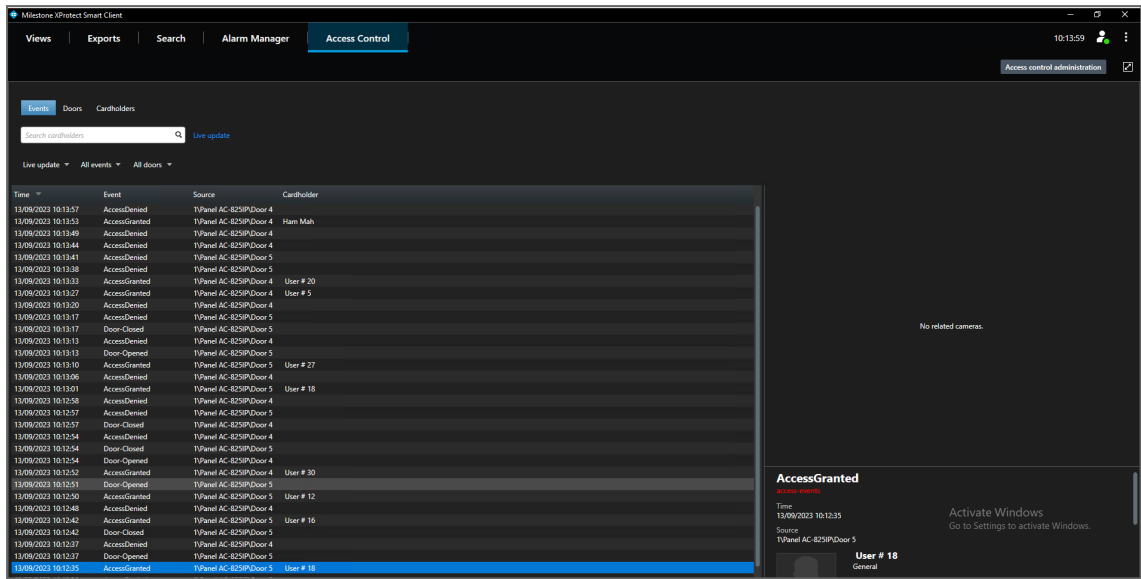 Milestone XProtect Smart Client
Views Exports Search Alarm Manager Access Control 10:13:59
Access control administration
Events Doors Cardholders
Search cardholders Live update
Live update All events All doors
Time Event Source Cardholder
13/09/2023 10:13:57 AccessDenied 1\Panel AC-825IP\Door 4
13/09/2023 10:13:53 AccessGranted 1\Panel AC-825IP\Door 4 Ham Mah
13/09/2023 10:13:49 AccessDenied 1\Panel AC-825IP\Door 4
13/09/2023 10:13:44 AccessDenied 1\Panel AC-825IP\Door 4
13/09/2023 10:13:41 AccessDenied 1\Panel AC-825IP\Door 5
13/09/2023 10:13:38 AccessDenied 1\Panel AC-825IP\Door 5
13/09/2023 10:13:33 AccessGranted 1\Panel AC-825IP\Door 4 User # 20
13/09/2023 10:13:27 AccessGranted 1\Panel AC-825IP\Door 4 User # 5
13/09/2023 10:13:20 AccessDenied 1\Panel AC-825IP\Door 4
13/09/2023 10:13:17 AccessDenied 1\Panel AC-825IP\Door 5
13/09/2023 10:13:17 Door-Closed 1\Panel AC-825IP\Door 5
13/09/2023 10:13:13 AccessDenied 1\Panel AC-825IP\Door 4
13/09/2023 10:13:13 Door-Opened 1\Panel AC-825IP\Door 5
13/09/2023 10:13:10 AccessGranted 1\Panel AC-825IP\Door 5 User # 27
13/09/2023 10:13:06 AccessDenied 1\Panel AC-825IP\Door 4
13/09/2023 10:13:01 AccessGranted 1\Panel AC-825IP\Door 5 User # 18
13/09/2023 10:12:58 AccessDenied 1\Panel AC-825IP\Door 4
13/09/2023 10:12:57 AccessDenied 1\Panel AC-825IP\Door 5
13/09/2023 10:12:57 Door-Closed 1\Panel AC-825IP\Door 4
13/09/2023 10:12:54 AccessDenied 1\Panel AC-825IP\Door 4
13/09/2023 10:12:54 Door-Closed 1\Panel AC-825IP\Door 5
13/09/2023 10:12:54 Door-Opened 1\Panel AC-825IP\Door 4
13/09/2023 10:12:52 AccessGranted 1\Panel AC-825IP\Door 4 User # 30
13/09/2023 10:12:51 Door-Opened 1\Panel AC-825IP\Door 5
13/09/2023 10:12:50 AccessGranted 1\Panel AC-825IP\Door 5 User # 12
13/09/2023 10:12:48 AccessDenied 1\Panel AC-825IP\Door 4
13/09/2023 10:12:42 AccessGranted 1\Panel AC-825IP\Door 5 User # 16
13/09/2023 10:12:42 Door-Closed 1\Panel AC-825IP\Door 5
13/09/2023 10:12:37 AccessDenied 1\Panel AC-825IP\Door 4
13/09/2023 10:12:37 Door-Opened 1\Panel AC-825IP\Door 5
13/09/2023 10:12:35 AccessGranted 1\Panel AC-825IP\Door 5 User # 18
No related cameras.
AccessGranted
access-events
Time
13/09/2023 10:12:35
Source
1\Panel AC-825IP\Door 5
User # 18
General
Activate Windows
Go to Settings to activate Windows.